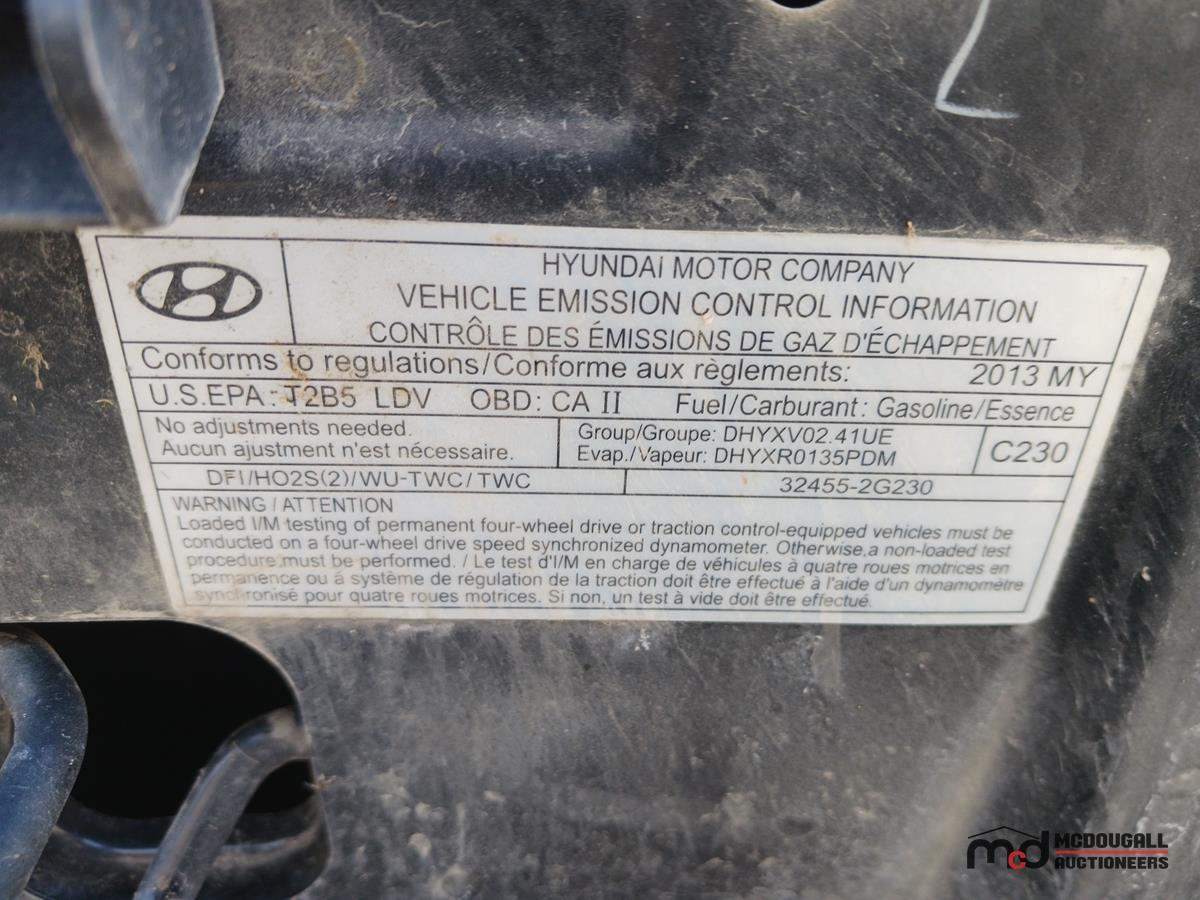 HYUNDAI MOTOR COMPANY
VEHICLE EMISSION CONTROL INFORMATION
CONTRÔLE DES ÉMISSIONS DE GAZ D'ÉCHAPPEMENT
Conforms to regulations/Conforme aux règlements: 2013 MY
U.S.EPA: T2B5 LDV OBD: CA II Fuel/Carburant: Gasoline/Essence
No adjustments needed.
Aucun ajustment n'est nécessaire.
Group/Groupe: DHYXV02.41UE
Evap./Vapeur: DHYXR0135PDM
C230
DFI/HO2S(2)/WU-TWC/TWC 32455-2G230
WARNING / ATTENTION
Loaded I/M testing of permanent four-wheel drive or traction control-equipped vehicles must be
conducted on a four-wheel drive speed synchronized dynamometer. Otherwise,a non-loaded test
procedure must be performed. / Le test d'I/M en charge de véhicules à quatre roues motrices en
permanence ou á système de régulation de la traction doit être effectué à l'aide d'un dynamomètre
synchronisé pour quatre roues motrices. Si non, un test à vide doit être effectué.
mcd MCDOUGALL
AUCTIONEERS